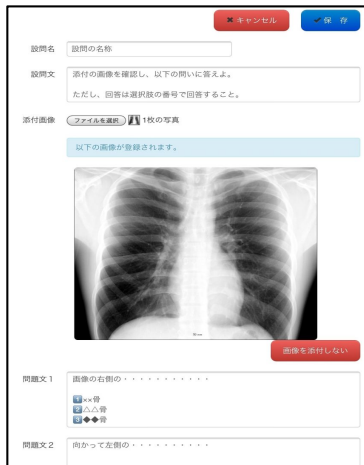 ✖ キャンセル
✔ 保 存
設問名
設問の名称
設問文
添付の画像を確認し、以下の問いに答えよ。
ただし、回答は選択肢の番号で回答すること。
添付画像
ファイルを選択 1枚の写真
以下の画像が登録されます。
画像を添付しない
問題文1
画像の右側の・・・・・・・・・・・
1××骨
2△△骨
3◆◆骨
問題文2
向かって左側の・・・・・・・・・・